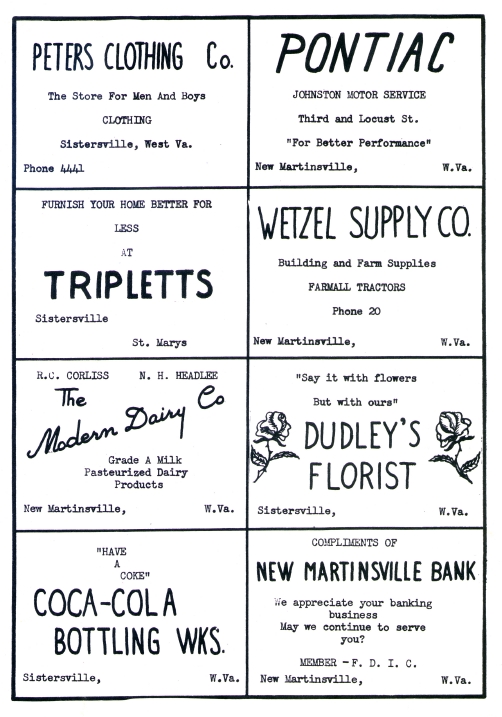 PETERS CLOTHING Co.
The Store For Men And Boys
CLOTHING
Sistersville, West Va.
Phone 4441
PONTIAC
JOHNSTON MOTOR SERVICE
Third and Locust St.
"For Better Performance"
New Martinsville, W.Va.
FURNISH YOUR HOME BETTER FOR
LESS
AT
TRIPLETTS
Sistersville
St. Marys
WETZEL SUPPLY CO.
Building and Farm Supplies
FARMALL TRACTORS
Phone 20
New Martinsville, W.Va.
R.C. CORLISS N. H. HEADLEE
The Modern Dairy Co
Grade A Milk
Pasteurized Dairy
Products
New Martinsville, W.Va.
"Say it with flowers
But with ours"
DUDLEY'S
FLORIST
Sistersville, W.Va.
"HAVE
A
COKE"
COCA-COLA
BOTTLING WKS.
Sistersville, W.Va.
COMPLIMENTS OF
NEW MARTINSVILLE BANK
We appreciate your banking
business
May we continue to serve
you?
MEMBER - F. D. I. C.
New Martinsville, W.Va.